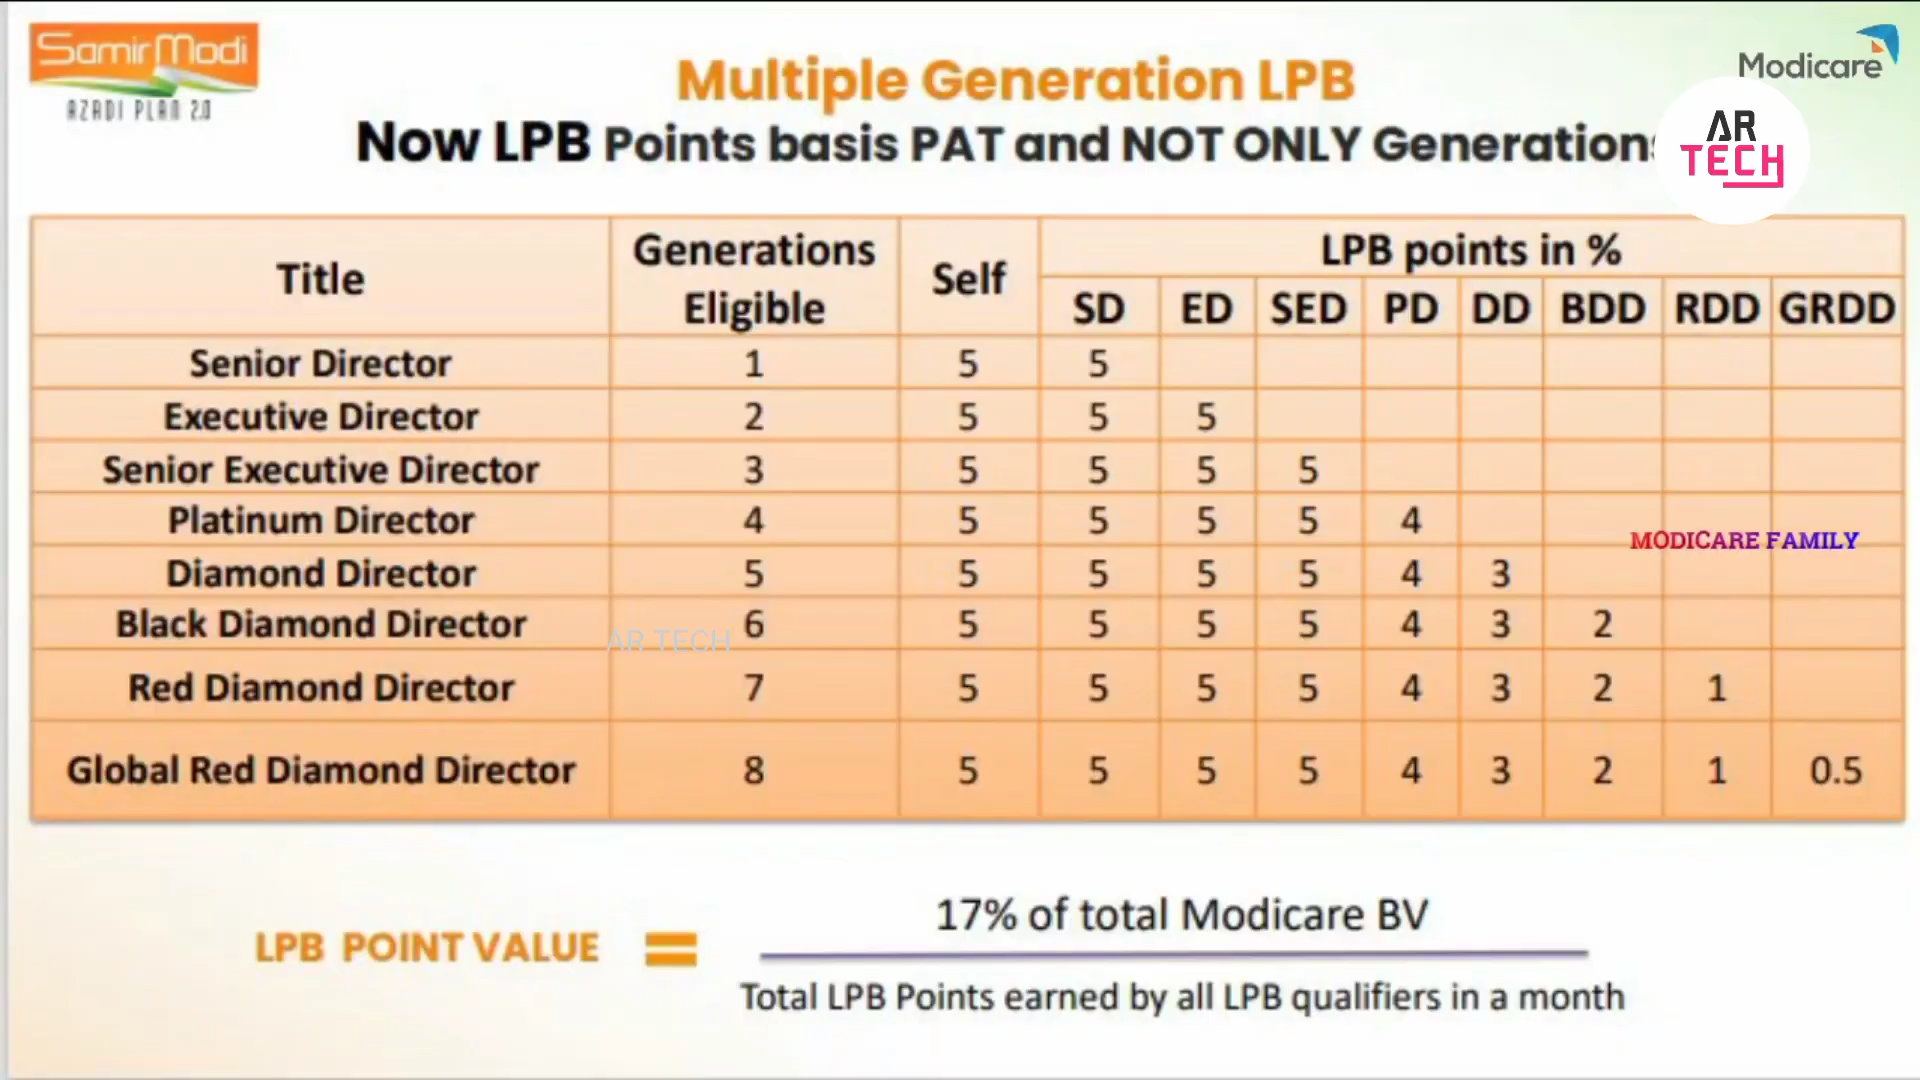 Samir Modi
AZADI PLAN 2.0
Modicare
AR
TECH
Multiple Generation LPB
Now LPB Points basis PAT and NOT ONLY Generations
Title Generations Eligible Self LPB points in %
SD ED SED PD DD BDD RDD GRDD
Senior Director 1 5 5
Executive Director 2 5 5 5
Senior Executive Director 3 5 5 5 5
Platinum Director 4 5 5 5 5 4
MODICARE FAMILY
Diamond Director 5 5 5 5 5 4 3
Black Diamond Director 6 5 5 5 5 4 3 2
AR TECH
Red Diamond Director 7 5 5 5 5 4 3 2 1
Global Red Diamond Director 8 5 5 5 5 4 3 2 1 0.5
LPB POINT VALUE =
17% of total Modicare BV
Total LPB Points earned by all LPB qualifiers in a month